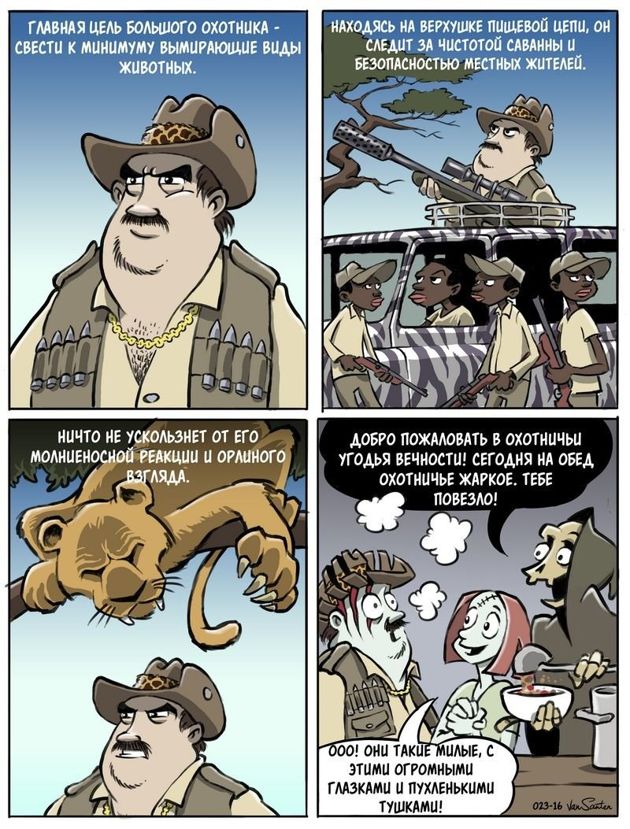 ГЛАВНАЯ ЦЕЛЬ БОЛЬШОГО ОХОТНИКА -
СВЕСТИ К МИНИМУМУ ВЫМИРАЮЩИЕ ВИДЫ
ЖИВОТНЫХ.
НАХОДЯСЬ НА ВЕРХУШКЕ ПИЩЕВОЙ ЦЕПИ, ОН
СЛЕДИТ ЗА ЧИСТОТОЙ САВАННЫ И
БЕЗОПАСНОСТЬЮ МЕСТНЫХ ЖИТЕЛЕЙ.
НИЧТО НЕ УСКОЛЬЗНЕТ ОТ ЕГО
МОЛНИЕНОСНОЙ РЕАКЦИИ И ОРЛИНОГО
ВЗГЛЯДА.
ДОБРО ПОЖАЛОВАТЬ В ОХОТНИЧЬИ
УГОДЬЯ ВЕЧНОСТИ! СЕГОДНЯ НА ОБЕД
ОХОТНИЧЬЕ ЖАРКОЕ. ТЕБЕ
ПОВЕЗЛО!
ООО! ОНИ ТАКИЕ МИЛЫЕ, С
ЭТИМИ ОГРОМНЫМИ
ГЛАЗКАМИ И ПУХЛЕНЬКИМИ
ТУШКАМИ!
023-16 VanSanten